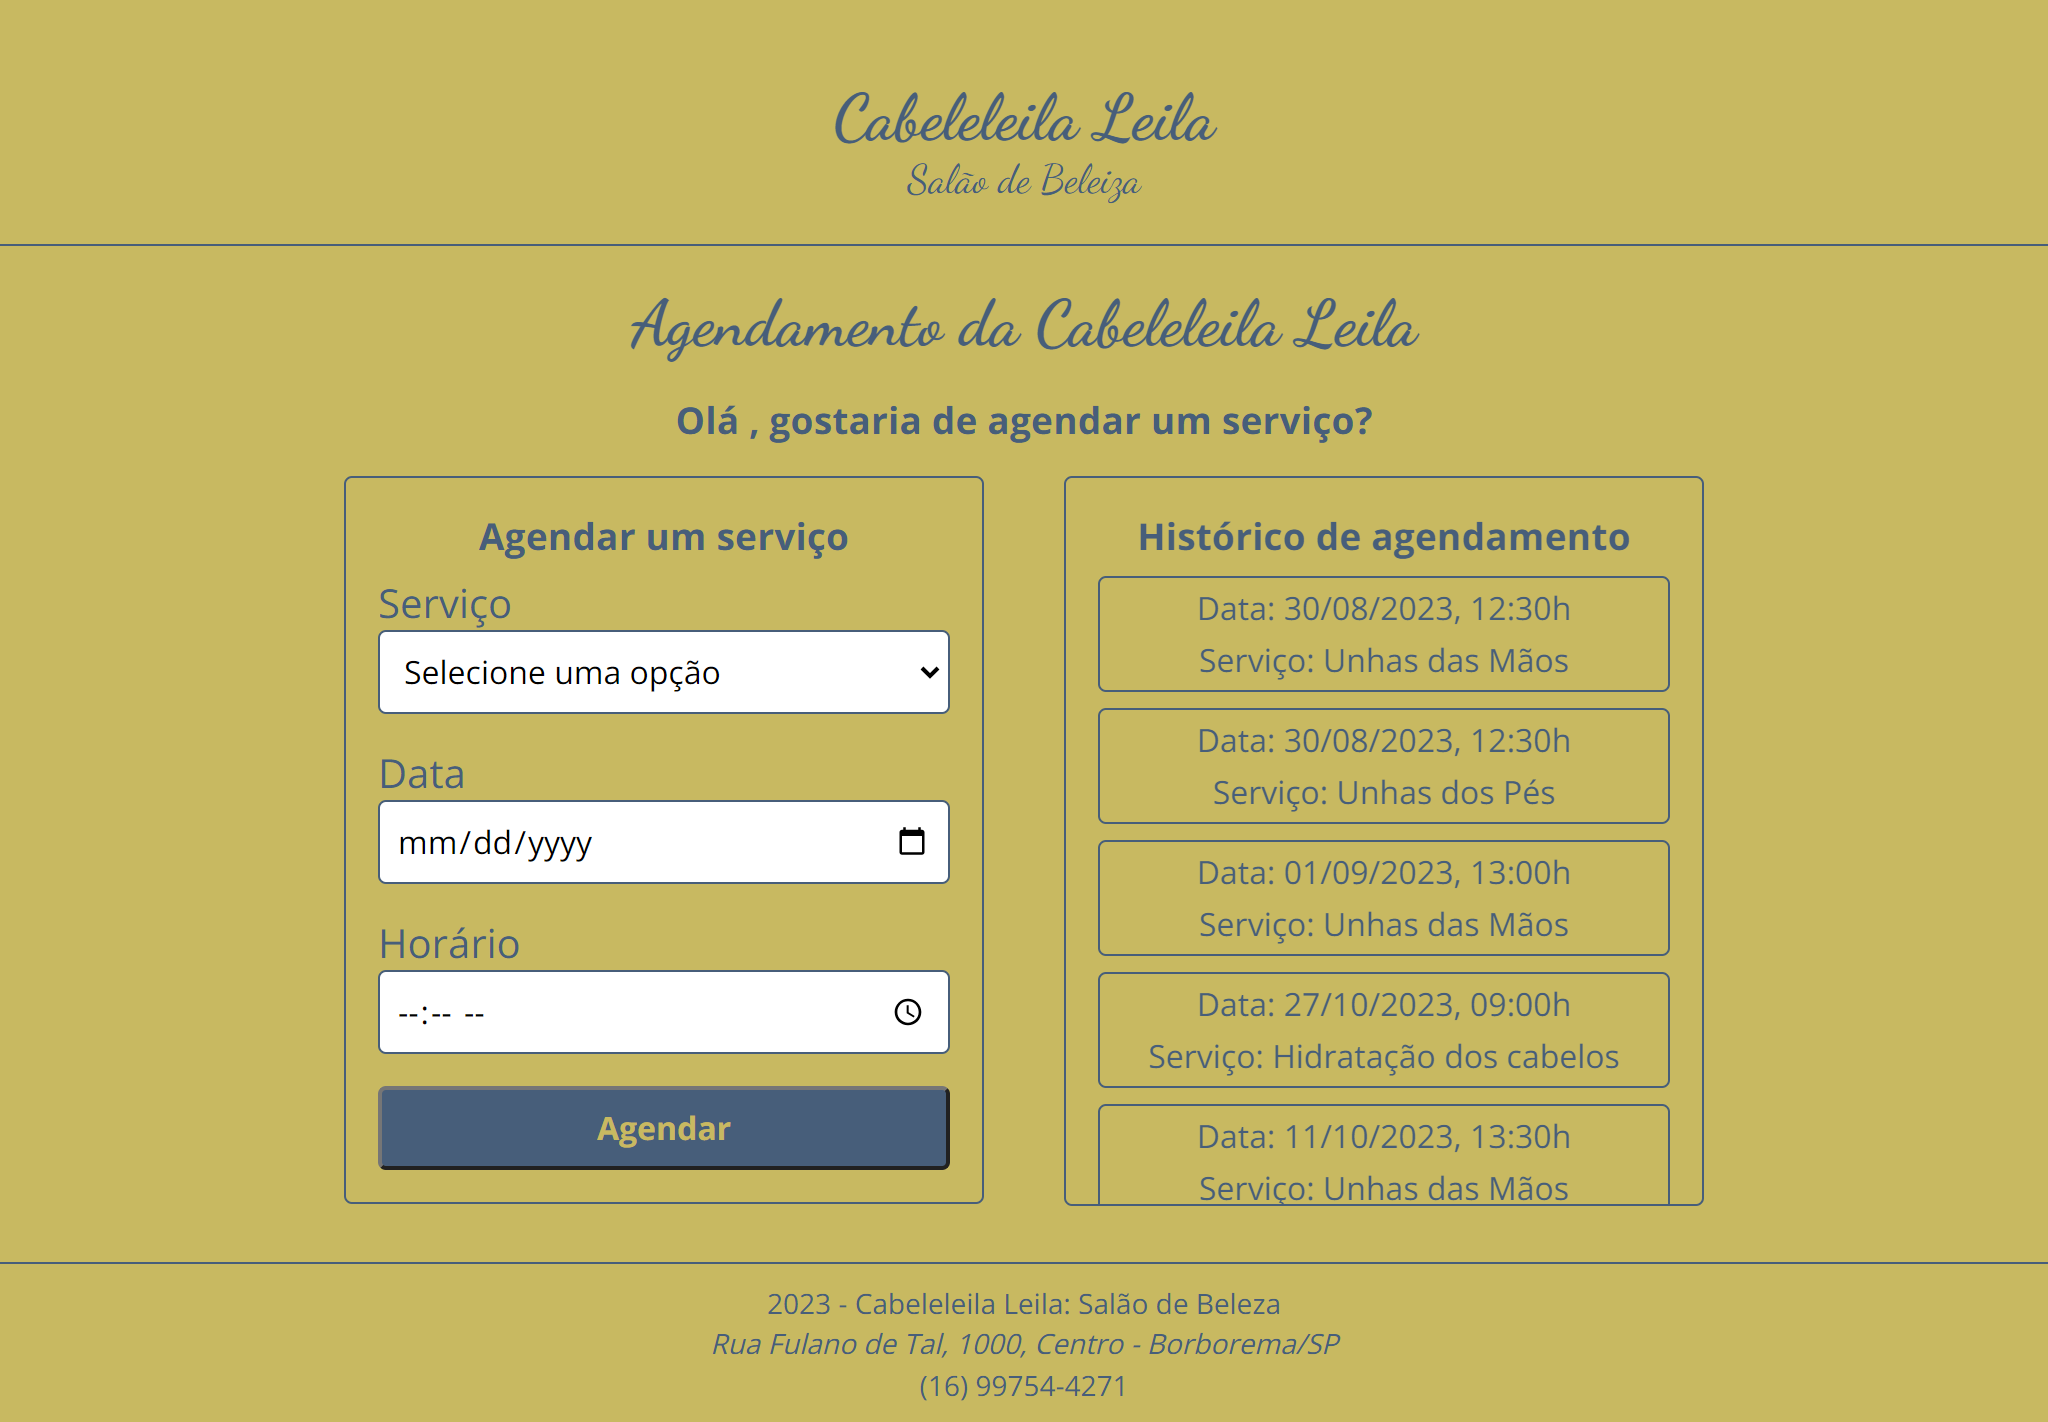 Cabeleleila Leila
Salão de Beleiza
Agendamento da Cabeleleila Leila
Olá , gostaria de agendar um serviço?
Agendar um serviço
Serviço
Selecione uma opção
Data
mm/dd/yyyy
Horário
--:-- --
Agendar
Histórico de agendamento
Data: 30/08/2023, 12:30h
Serviço: Unhas das Mãos
Data: 30/08/2023, 12:30h
Serviço: Unhas dos Pés
Data: 01/09/2023, 13:00h
Serviço: Unhas das Mãos
Data: 27/10/2023, 09:00h
Serviço: Hidratação dos cabelos
Data: 11/10/2023, 13:30h
Serviço: Unhas das Mãos
2023 - Cabeleleila Leila: Salão de Beleza
Rua Fulano de Tal, 1000, Centro - Borborema/SP
(16) 99754-4271